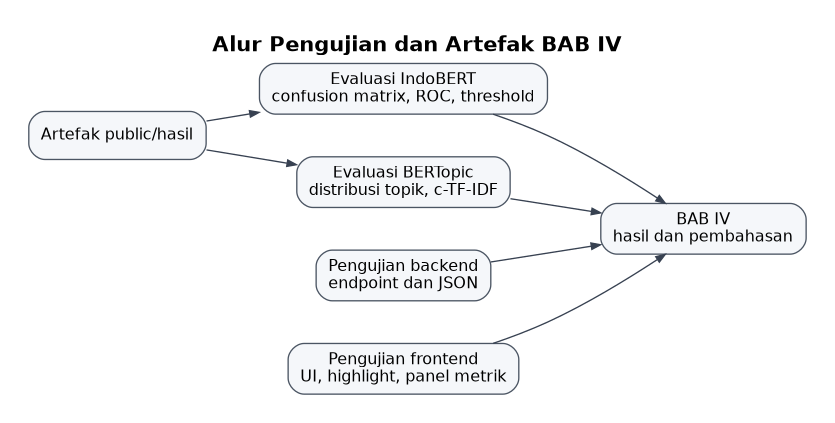 Alur Pengujian dan Artefak BAB IV
Evaluasi IndoBERT
confusion matrix, ROC, threshold
Artefak public/hasil
Evaluasi BERTopic
distribusi topik, c-TF-IDF
BAB IV
hasil dan pembahasan
Pengujian backend
endpoint dan JSON
Pengujian frontend
UI, highlight, panel metrik